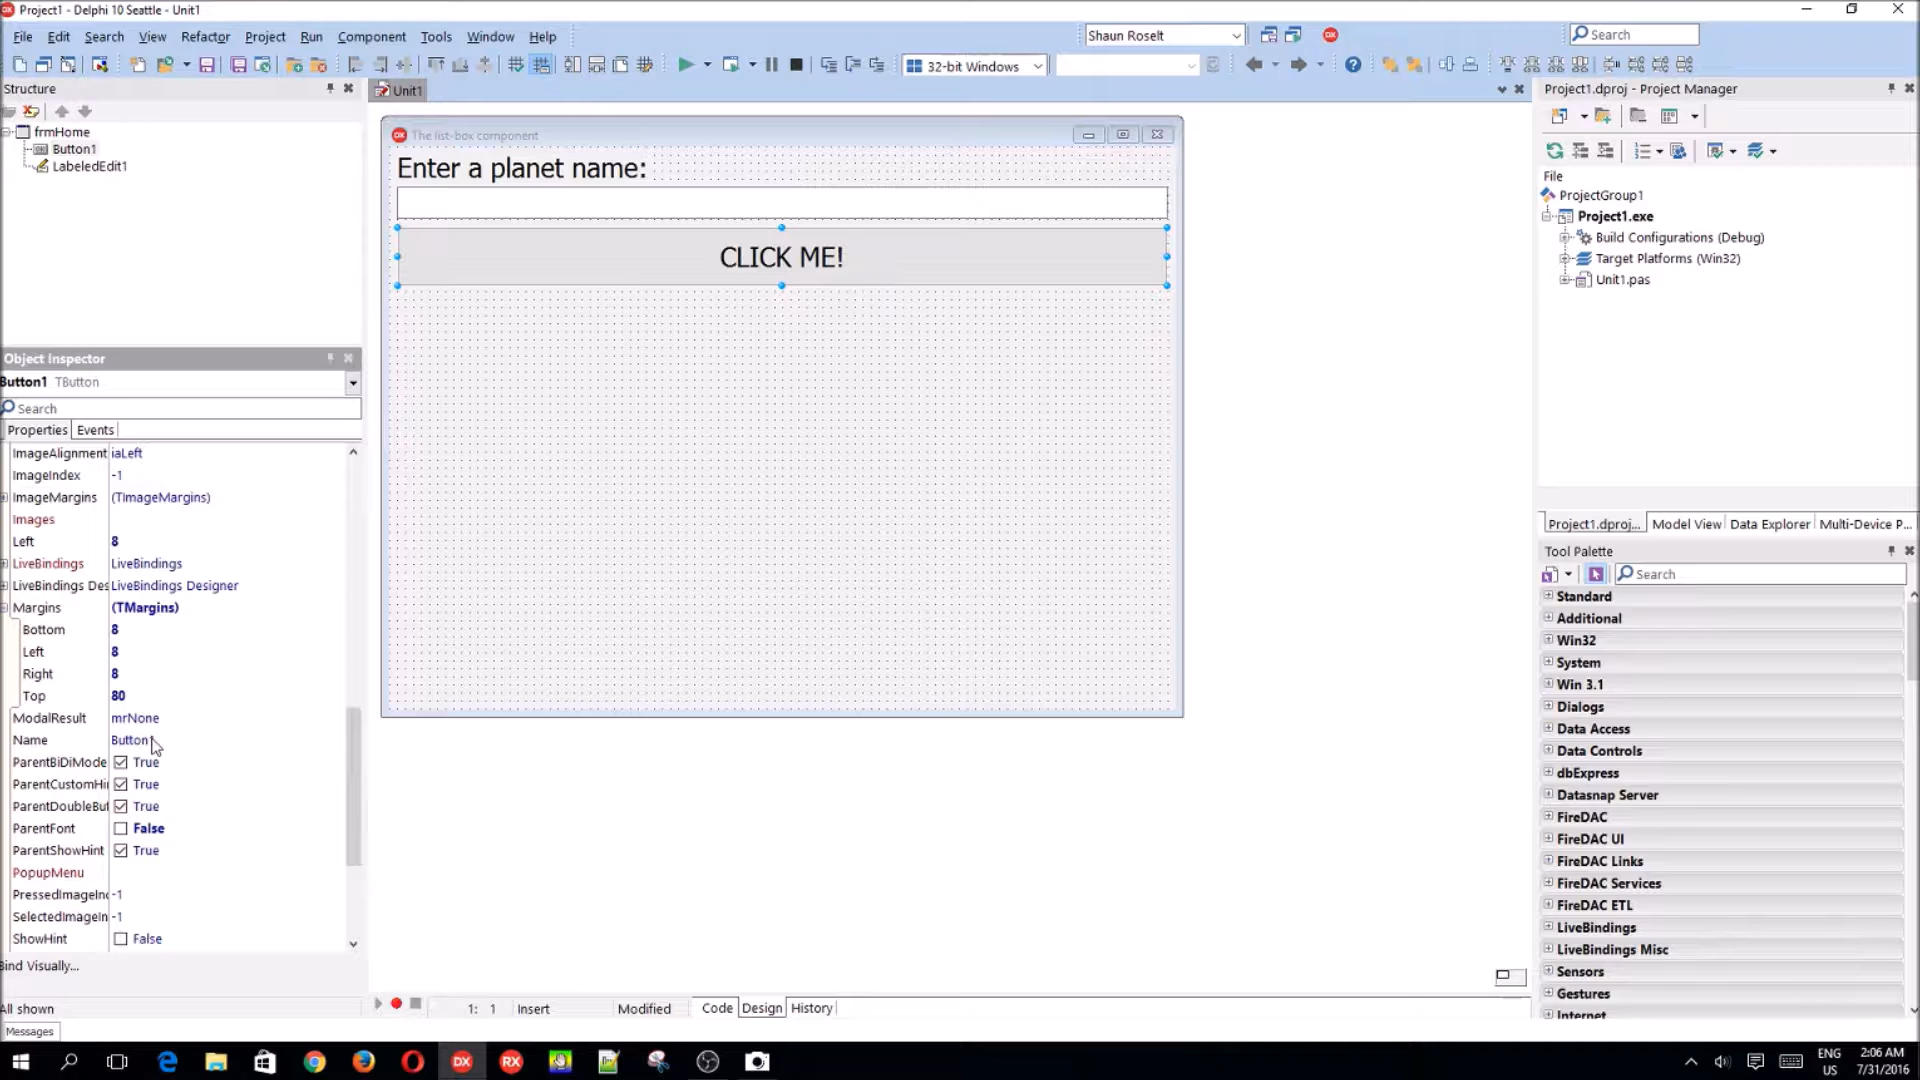 Project1 - Delphi 10 Seattle - Unit1
File Edit Search View Refactor Project Run Component Tools Window Help
Shaun Roselt
Search
32-bit Windows
Structure
Unit1
Project1.dproj - Project Manager
frmHome
Button1
LabeledEdit1
The list-box component
Enter a planet name:
CLICK ME!
File
ProjectGroup1
Project1.exe
Build Configurations (Debug)
Target Platforms (Win32)
Unit1.pas
Object Inspector
Button1 TButton
Search
Properties Events
ImageAlignment iaLeft
ImageIndex -1
ImageMargins (TImageMargins)
Images
Left 8
LiveBindings LiveBindings
LiveBindings Des LiveBindings Designer
Margins (TMargins)
Bottom 8
Left 8
Right 8
Top 80
ModalResult mrNone
Name Button
ParentBiDiMode True
ParentCustomHi True
ParentDoubleBu True
ParentFont False
ParentShowHint True
PopupMenu
PressedImageInd -1
SelectedImageIn -1
ShowHint False
Bind Visually...
All shown
Messages
Project1.dproj... Model View Data Explorer Multi-Device P...
Tool Palette
Search
Standard
Additional
Win32
System
Win 3.1
Dialogs
Data Access
Data Controls
dbExpress
Datasnap Server
FireDAC
FireDAC UI
FireDAC Links
FireDAC Services
FireDAC ETL
LiveBindings
LiveBindings Misc
Sensors
Gestures
Internet
1: 1 Insert Modified Code Design History
DX RX
ENG
US
2:06 AM
7/31/2016